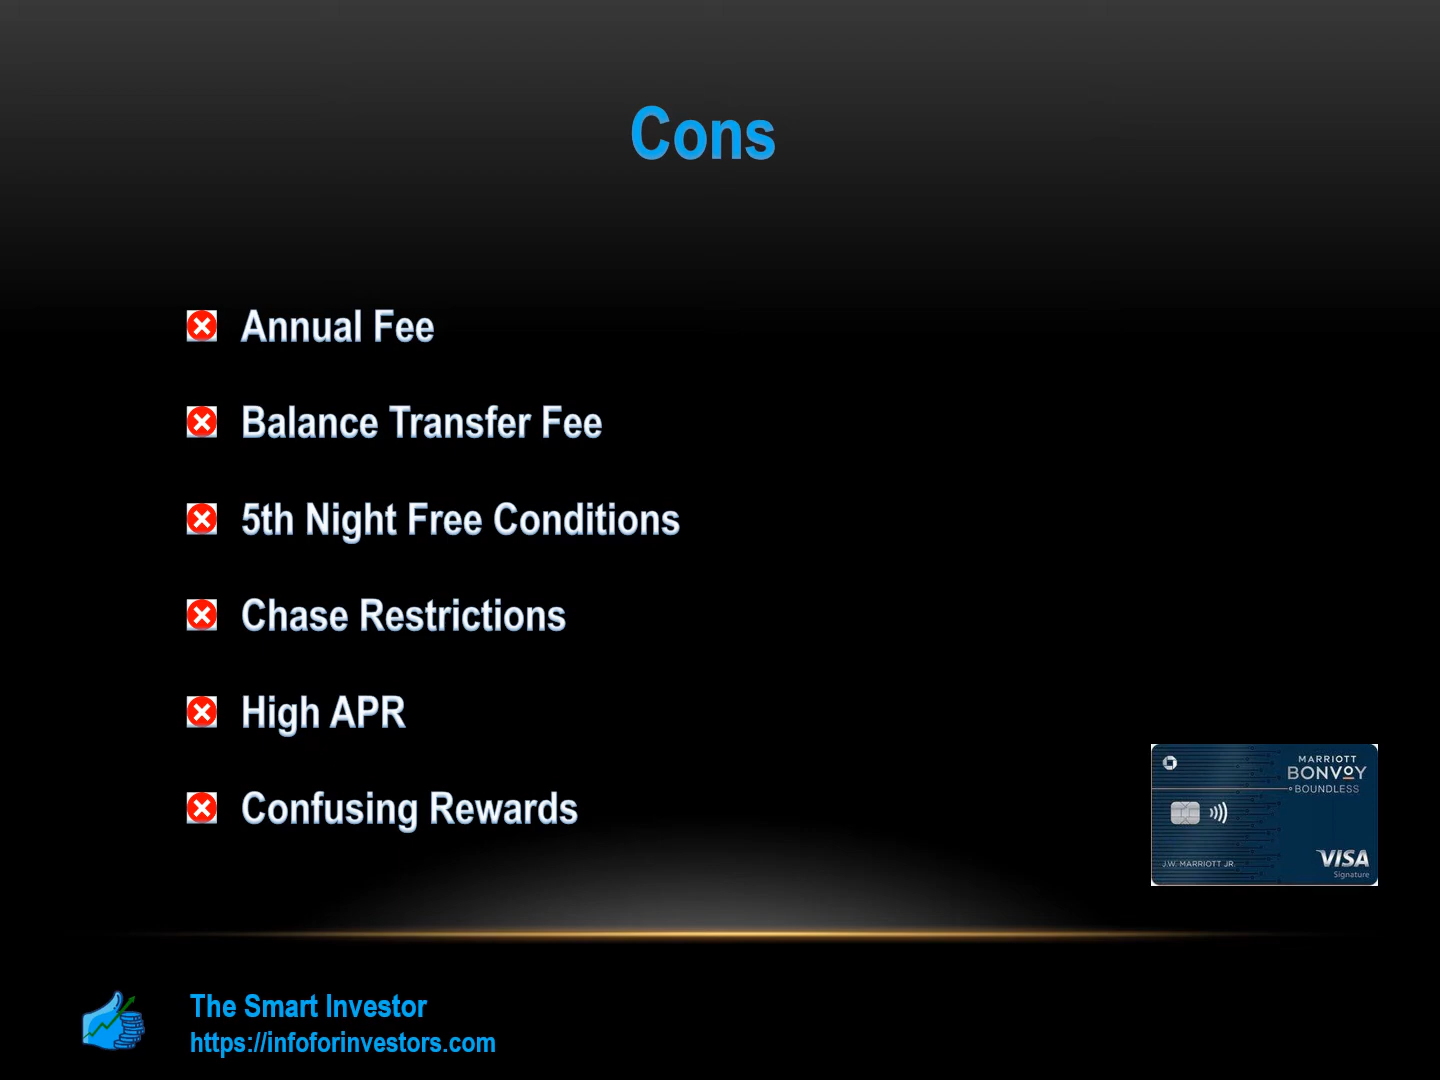 Cons
Annual Fee
Balance Transfer Fee
5th Night Free Conditions
Chase Restrictions
High APR
Confusing Rewards
MARRIOTT
BONVOY
BOUNDLESS
J.W. MARRIOTT JR.
VISA
Signature
The Smart Investor
https://infoforinvestors.com